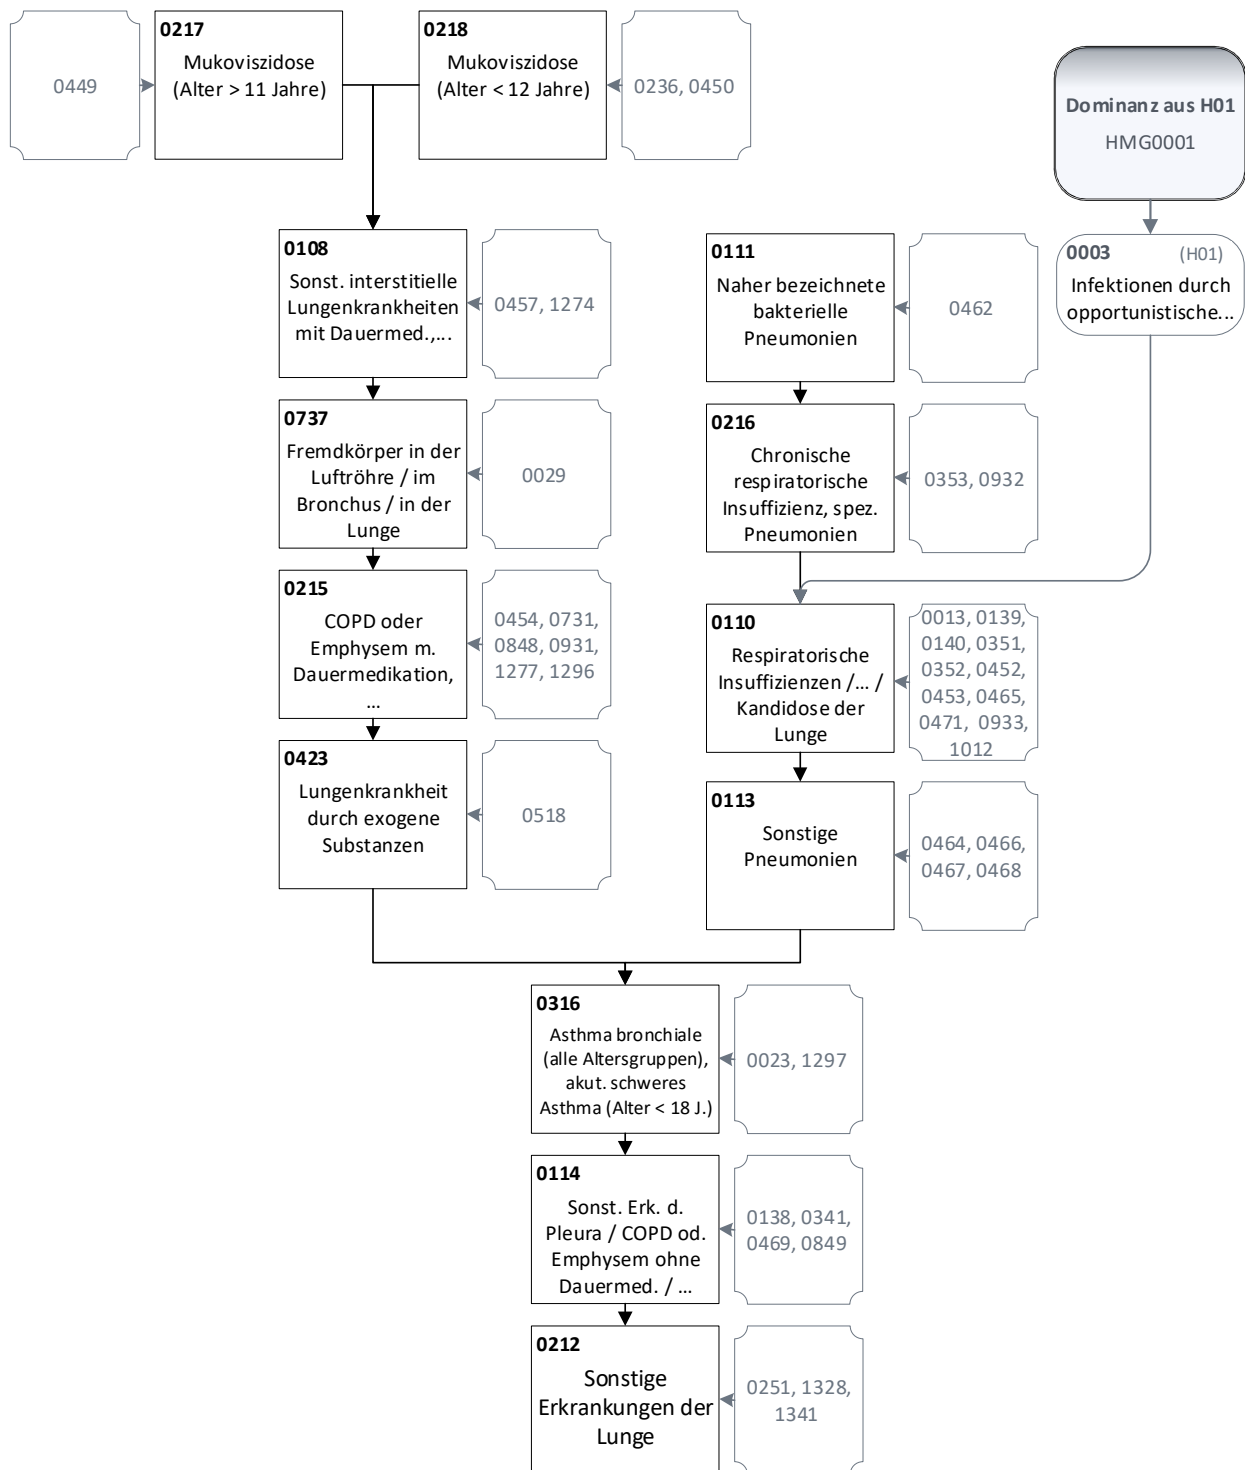 0449
0217
Mukoviszidose
(Alter > 11 Jahre)
0218
Mukoviszidose
(Alter < 12 Jahre)
0236, 0450
Dominanz aus H01
HMG0001
0003 (H01)
Infektionen durch
opportunistische...
0108
Sonst. interstitielle
Lungenkrankheiten
mit Dauermed.,...
0457, 1274
0111
Naher bezeichnete
bakterielle
Pneumonien
0462
0737
Fremdkörper in der
Luftröhre / im
Bronchus / in der
Lunge
0029
0216
Chronische
respiratorische
Insuffizienz, spez.
Pneumonien
0353, 0932
0215
COPD oder
Emphysem m.
Dauermedikation,
...
0454, 0731,
0848, 0931,
1277, 1296
0110
Respiratorische
Insuffizienzen /... /
Kandidose der
Lunge
0013, 0139,
0140, 0351,
0352, 0452,
0453, 0465,
0471, 0933,
1012
0423
Lungenkrankheit
durch exogene
Substanzen
0518
0113
Sonstige
Pneumonien
0464, 0466,
0467, 0468
0316
Asthma bronchiale
(alle Altersgruppen),
akut. schweres
Asthma (Alter < 18 J.)
0023, 1297
0114
Sonst. Erk. d.
Pleura / COPD od.
Emphysem ohne
Dauermed. / ...
0138, 0341,
0469, 0849
0212
Sonstige
Erkrankungen der
Lunge
0251, 1328,
1341